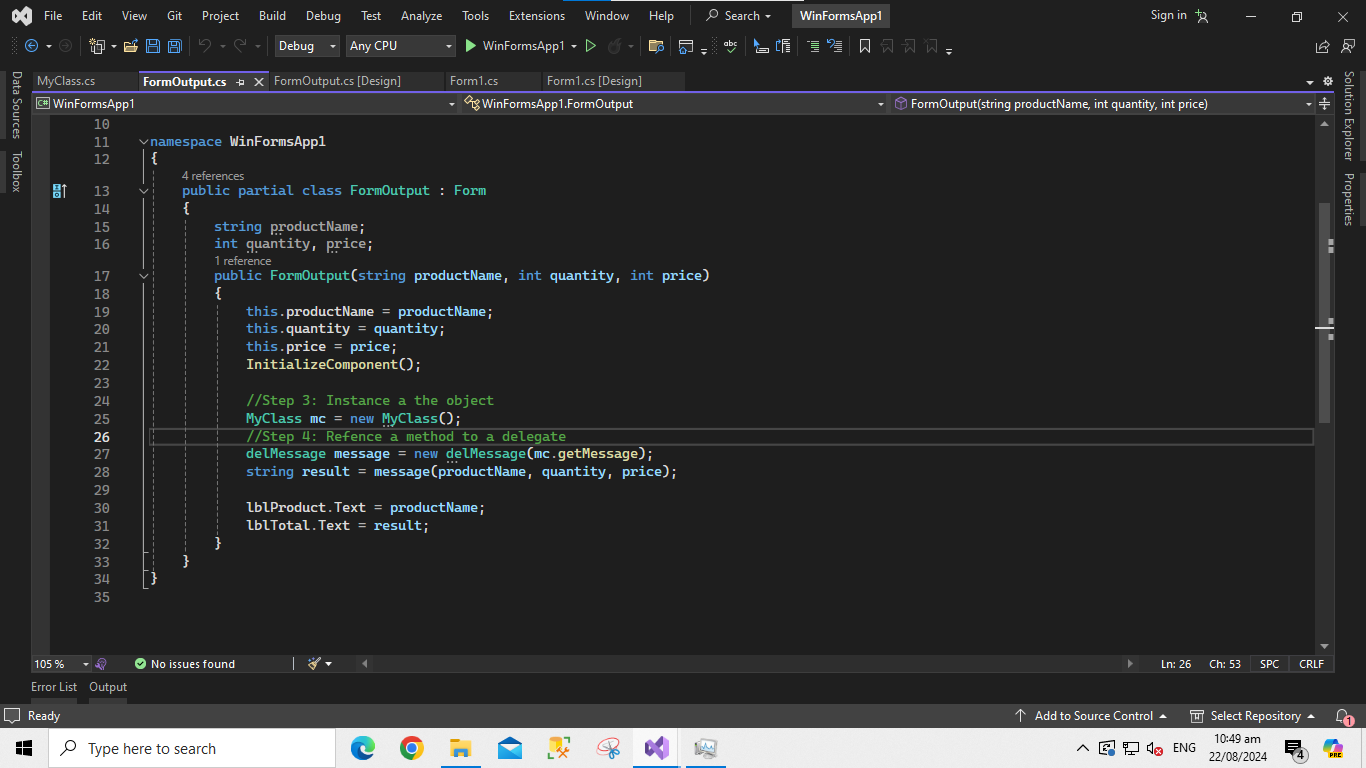 File Edit View Git Project Build Debug Test Analyze Tools Extensions Window Help Search WinFormsApp1 Sign in
Debug Any CPU WinFormsApp1
MyClass.cs FormOutput.cs FormOutput.cs [Design] Form1.cs Form1.cs [Design]
WinFormsApp1 WinFormsApp1.FormOutput FormOutput(string productName, int quantity, int price)
Data Sources
Toolbox
Solution Explorer
Properties
10
11 namespace WinFormsApp1
12 {
4 references
13 public partial class FormOutput : Form
14 {
15 string productName;
16 int quantity, price;
1 reference
17 public FormOutput(string productName, int quantity, int price)
18 {
19 this.productName = productName;
20 this.quantity = quantity;
21 this.price = price;
22 InitializeComponent();
23
24 //Step 3: Instance a the object
25 MyClass mc = new MyClass();
26 //Step 4: Refence a method to a delegate
27 delMessage message = new delMessage(mc.getMessage);
28 string result = message(productName, quantity, price);
29
30 lblProduct.Text = productName;
31 lblTotal.Text = result;
32 }
33 }
34 }
35
105 % No issues found Ln: 26 Ch: 53 SPC CRLF
Error List Output
Ready Add to Source Control Select Repository 1
Type here to search ENG 10:49 am
22/08/2024 4 PRE